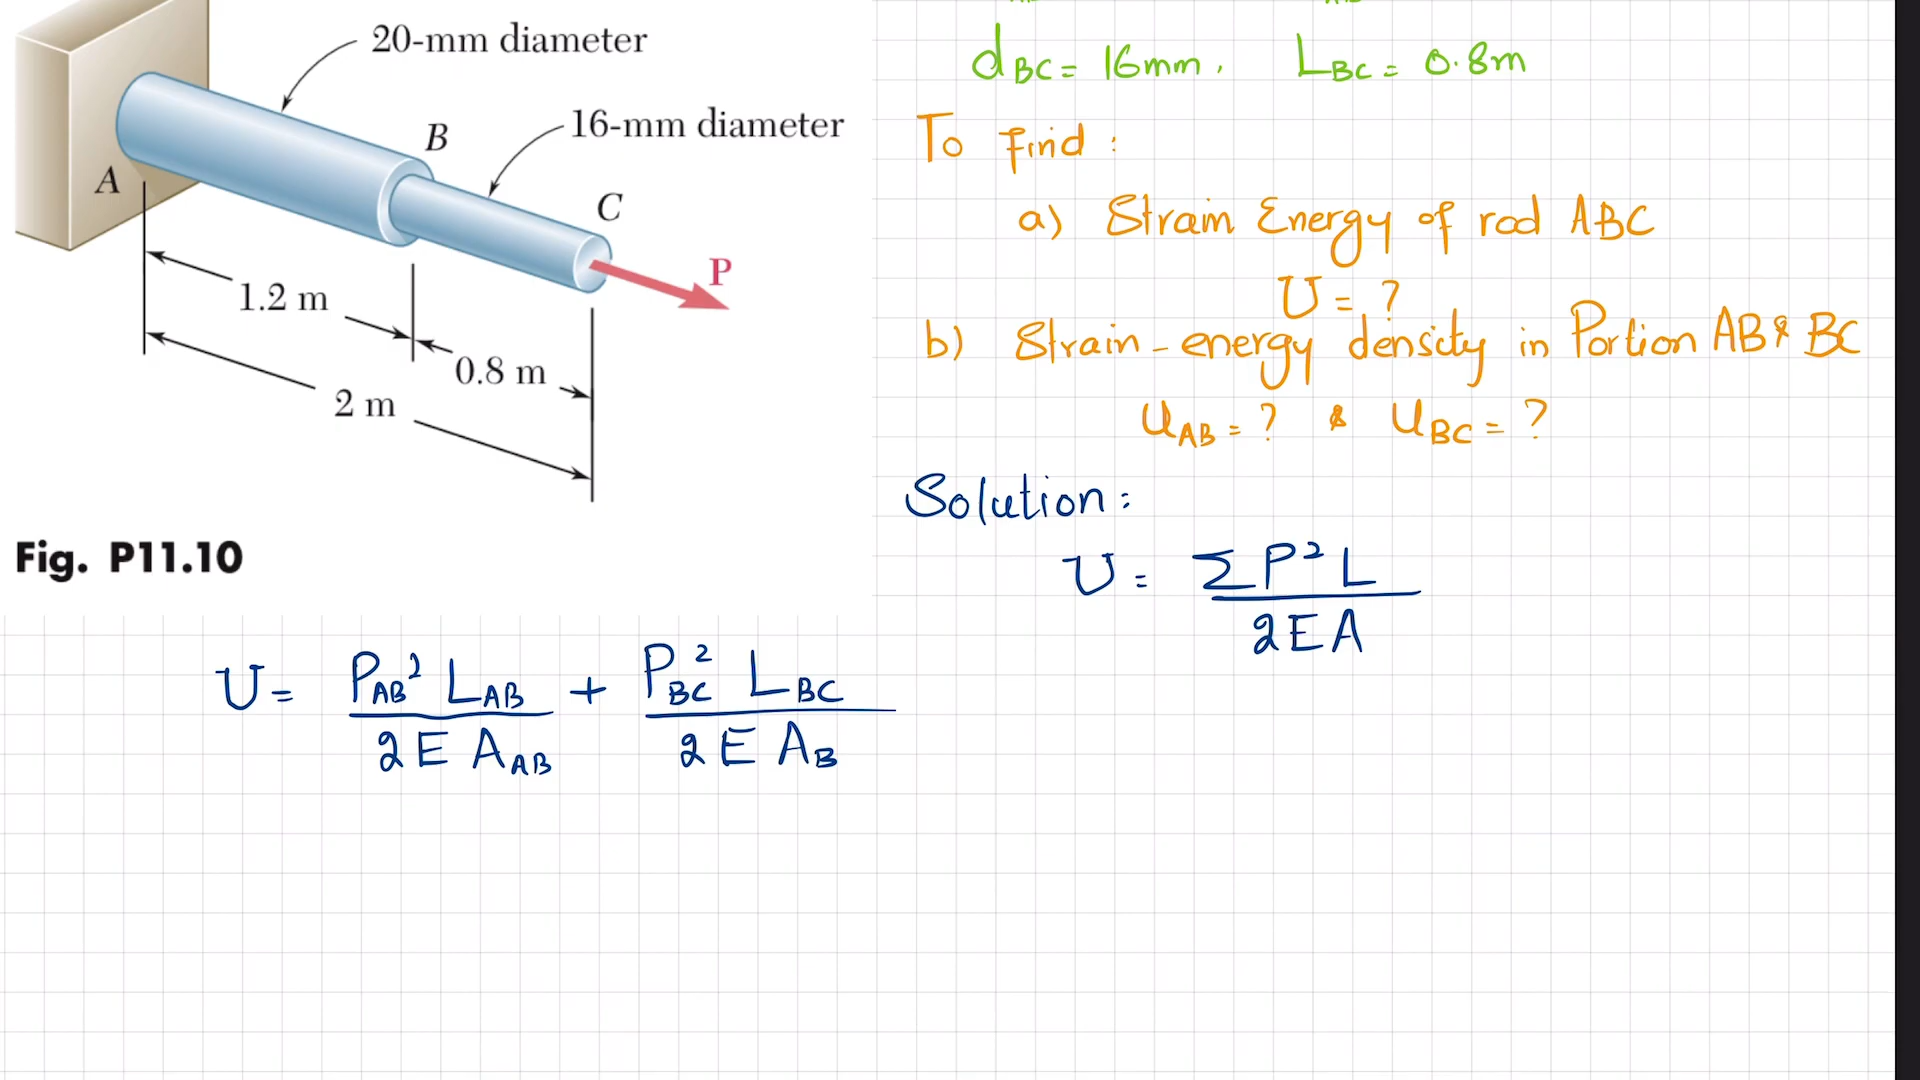 20-mm diameter
16-mm diameter
B
A
C
P
1.2 m
0.8 m
2 m
Fig. P11.10
dBC = 16mm, LBC = 0.8m
To Find :
a) Strain Energy of rod ABC
U = ?
b) Strain-energy density in Portion AB & BC
uAB = ? & uBC = ?
Solution:
U = ΣP²L
2EA
U = PAB² LAB + PBC² LBC
2E AAB 2E AB